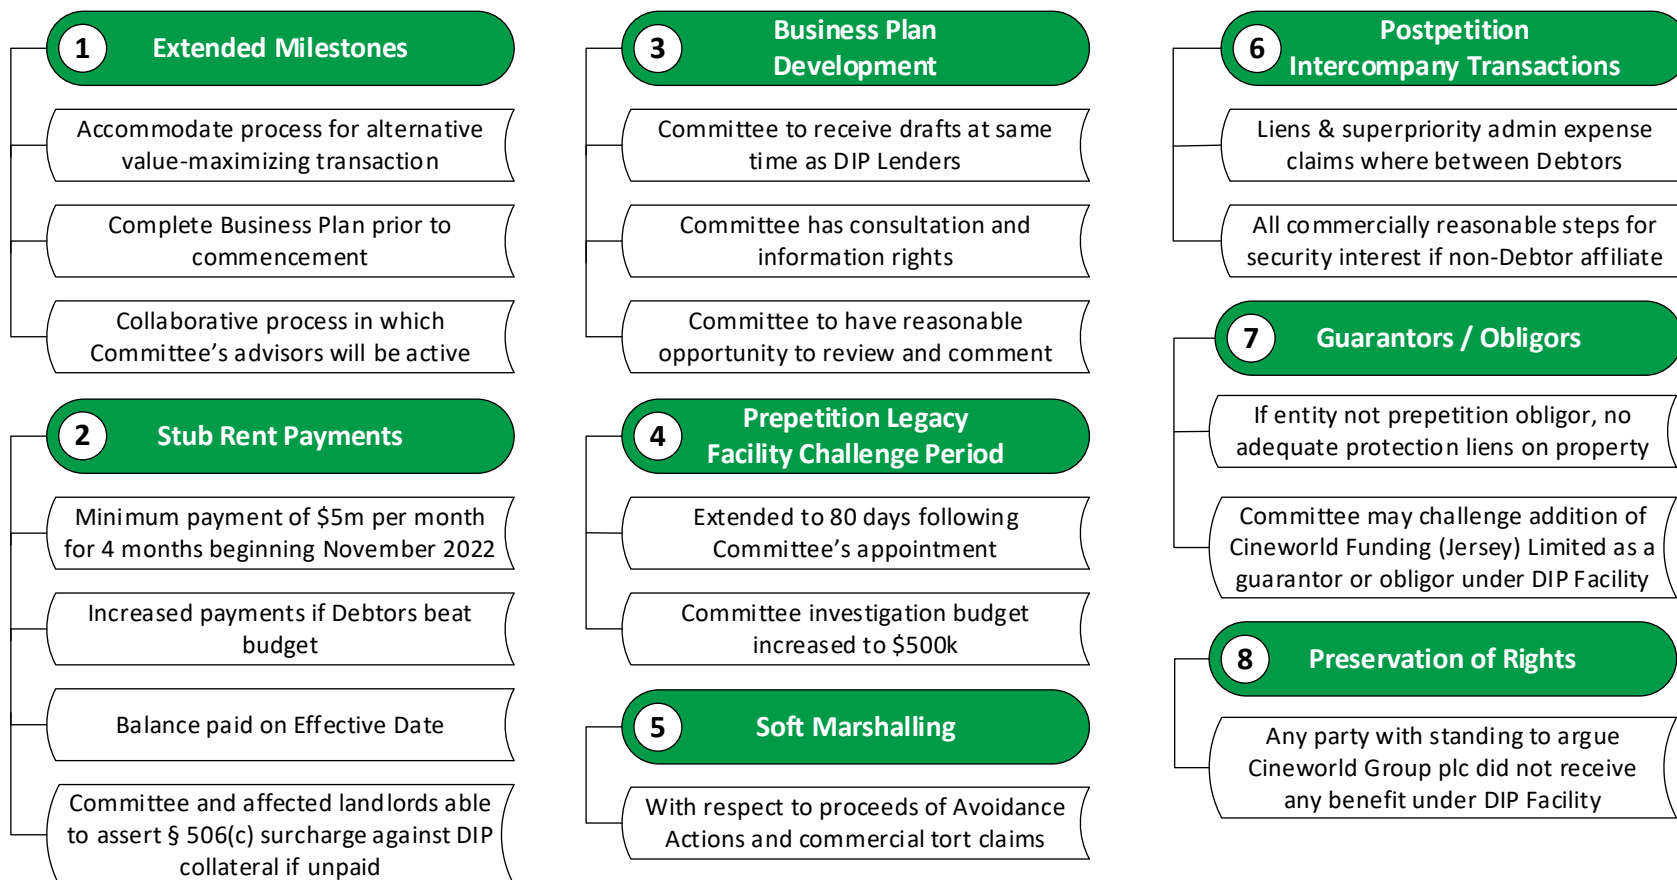 1
Extended Milestones
Accommodate process for alternative
value-maximizing transaction
Complete Business Plan prior to
commencement
Collaborative process in which
Committee’s advisors will be active
2
Stub Rent Payments
Minimum payment of $5m per month
for 4 months beginning November 2022
Increased payments if Debtors beat
budget
Balance paid on Effective Date
Committee and affected landlords able
to assert § 506(c) surcharge against DIP
collateral if unpaid
3
Business Plan
Development
Committee to receive drafts at same
time as DIP Lenders
Committee has consultation and
information rights
Committee to have reasonable
opportunity to review and comment
4
Prepetition Legacy
Facility Challenge Period
Extended to 80 days following
Committee’s appointment
Committee investigation budget
increased to $500k
5
Soft Marshalling
With respect to proceeds of Avoidance
Actions and commercial tort claims
6
Postpetition
Intercompany Transactions
Liens & superpriority admin expense
claims where between Debtors
All commercially reasonable steps for
security interest if non-Debtor affiliate
7
Guarantors / Obligors
If entity not prepetition obligor, no
adequate protection liens on property
Committee may challenge addition of
Cineworld Funding (Jersey) Limited as a
guarantor or obligor under DIP Facility
8
Preservation of Rights
Any party with standing to argue
Cineworld Group plc did not receive
any benefit under DIP Facility